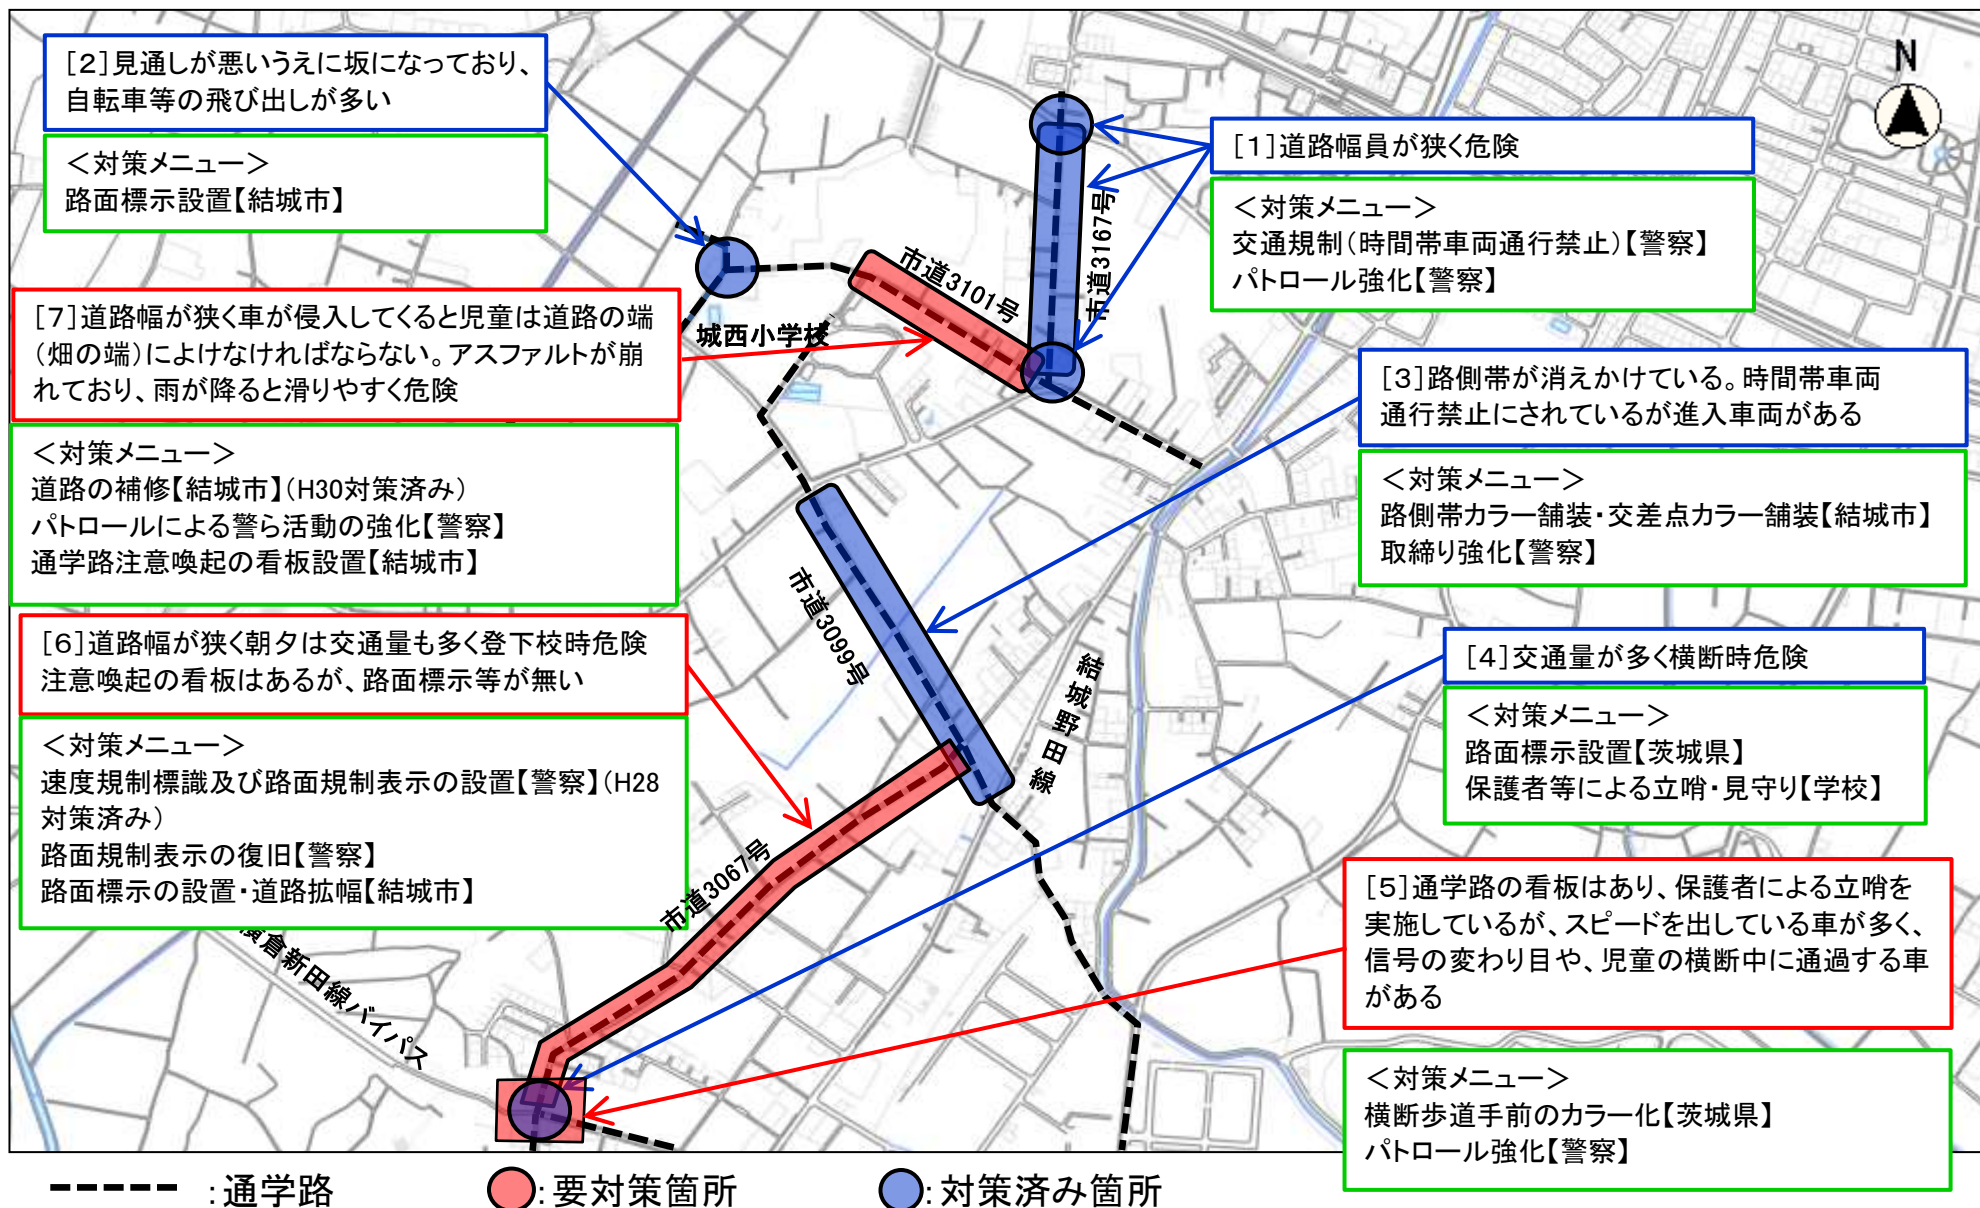 [2]見通しが悪いうえに坂になっており、
自転車等の飛び出しが多い
<対策メニュー>
路面標示設置【結城市】
N
[1]道路幅員が狭く危険
<対策メニュー>
交通規制(時間帯車両通行禁止)【警察】
パトロール強化【警察】
市道3167号
市道3101号
城西小学校
[7]道路幅が狭く車が侵入してくると児童は道路の端
(畑の端)によけなければならない。アスファルトが崩
れており、雨が降ると滑りやすく危険
<対策メニュー>
道路の補修【結城市】(H30対策済み)
パトロールによる警ら活動の強化【警察】
通学路注意喚起の看板設置【結城市】
[3]路側帯が消えかけている。時間帯車両
通行禁止にされているが進入車両がある
<対策メニュー>
路側帯カラー舗装・交差点カラー舗装【結城市】
取締り強化【警察】
市道3099号
結城野田線
[6]道路幅が狭く朝夕は交通量も多く登下校時危険
注意喚起の看板はあるが、路面標示等が無い
<対策メニュー>
速度規制標識及び路面規制表示の設置【警察】(H28
対策済み)
路面規制表示の復旧【警察】
路面標示の設置・道路拡幅【結城市】
[4]交通量が多く横断時危険
<対策メニュー>
路面標示設置【茨城県】
保護者等による立哨・見守り【学校】
市道3067号
倉新田線バイパス
[5]通学路の看板はあり、保護者による立哨を
実施しているが、スピードを出している車が多く、
信号の変わり目や、児童の横断中に通過する車
がある
<対策メニュー>
横断歩道手前のカラー化【茨城県】
パトロール強化【警察】
:通学路
:要対策箇所
:対策済み箇所